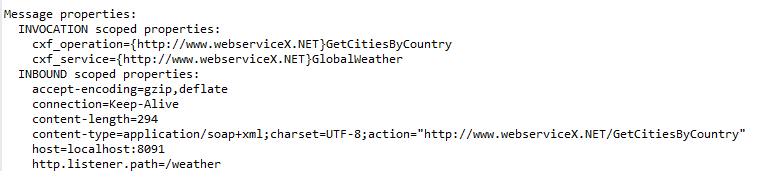 Message properties:
INVOCATION scoped properties:
cxf_operation={http://www.webserviceX.NET}GetCitiesByCountry
cxf_service={http://www.webserviceX.NET}GlobalWeather
INBOUND scoped properties:
accept-encoding=gzip,deflate
connection=Keep-Alive
content-length=294
content-type=application/soap+xml;charset=UTF-8;action="http://www.webserviceX.NET/GetCitiesByCountry"
host=localhost:8091
http.listener.path=/weather